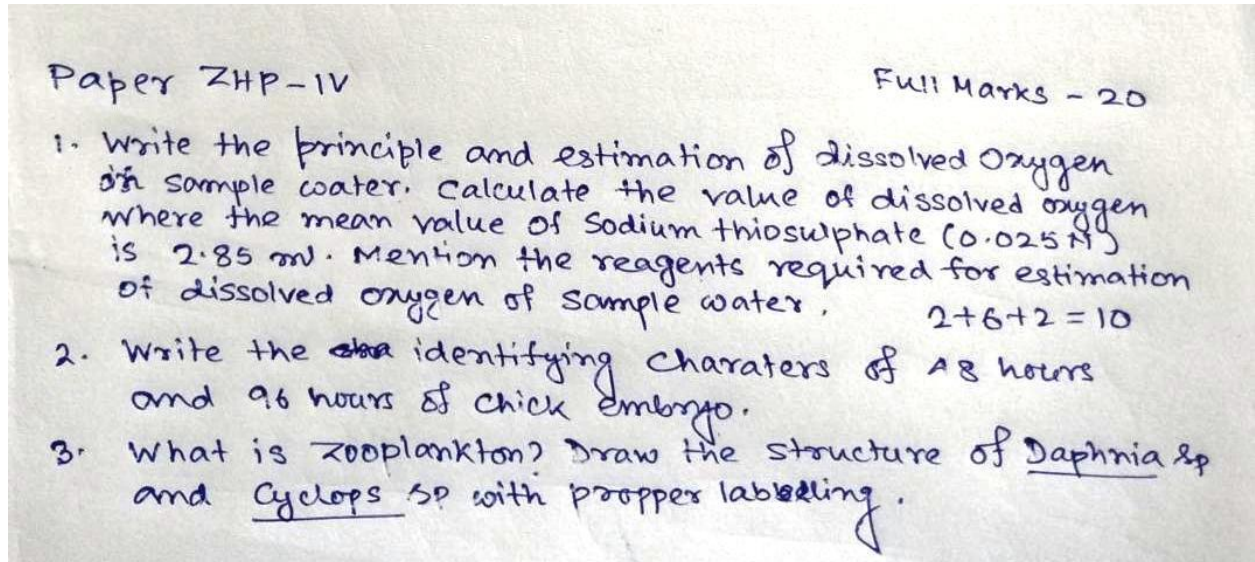 Paper ZHP-IV Full Marks - 20
1. Write the principle and estimation of dissolved Oxygen
in sample water. Calculate the value of dissolved oxygen
where the mean value of Sodium thiosulphate (0.025 N)
is 2.85 ml. Mention the reagents required for estimation
of dissolved oxygen of sample water. 2+6+2=10
2. Write the identifying Charaters of 48 hours
and 96 hours of chick embryo.
3. What is zooplankton? Draw the structure of Daphnia sp
and Cyclops sp with propper labelling.